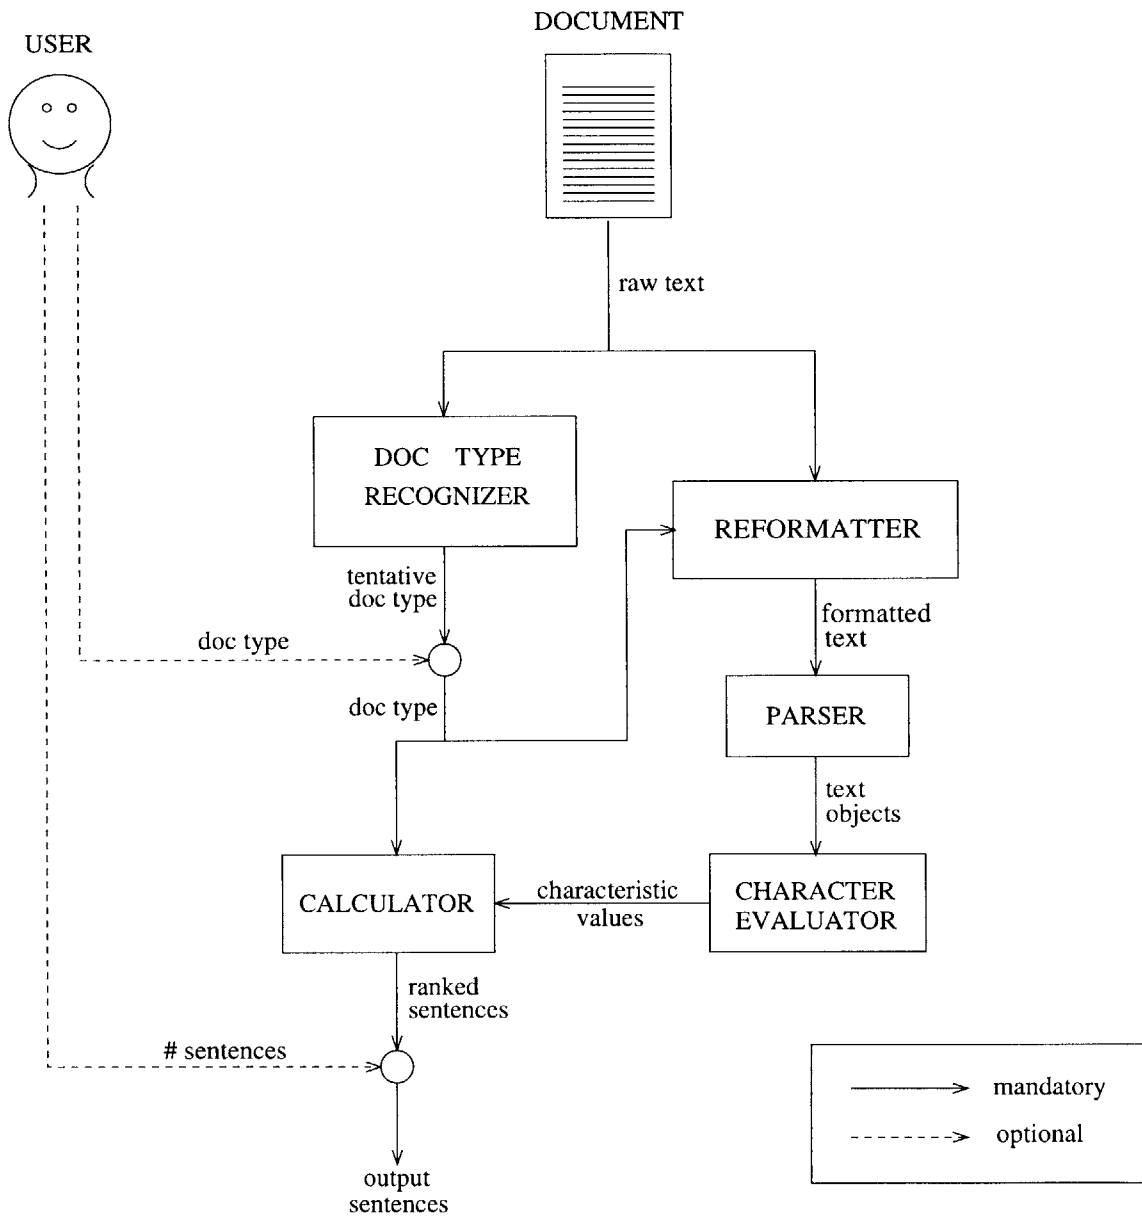 DOCUMENT
USER
raw text
DOC TYPE
RECOGNIZER
REFORMATTER
tentative
doc type
formatted
text
doc type
doc type
PARSER
text
objects
CALCULATOR
characteristic
values
CHARACTER
EVALUATOR
ranked
sentences
# sentences
mandatory
optional
output
sentences